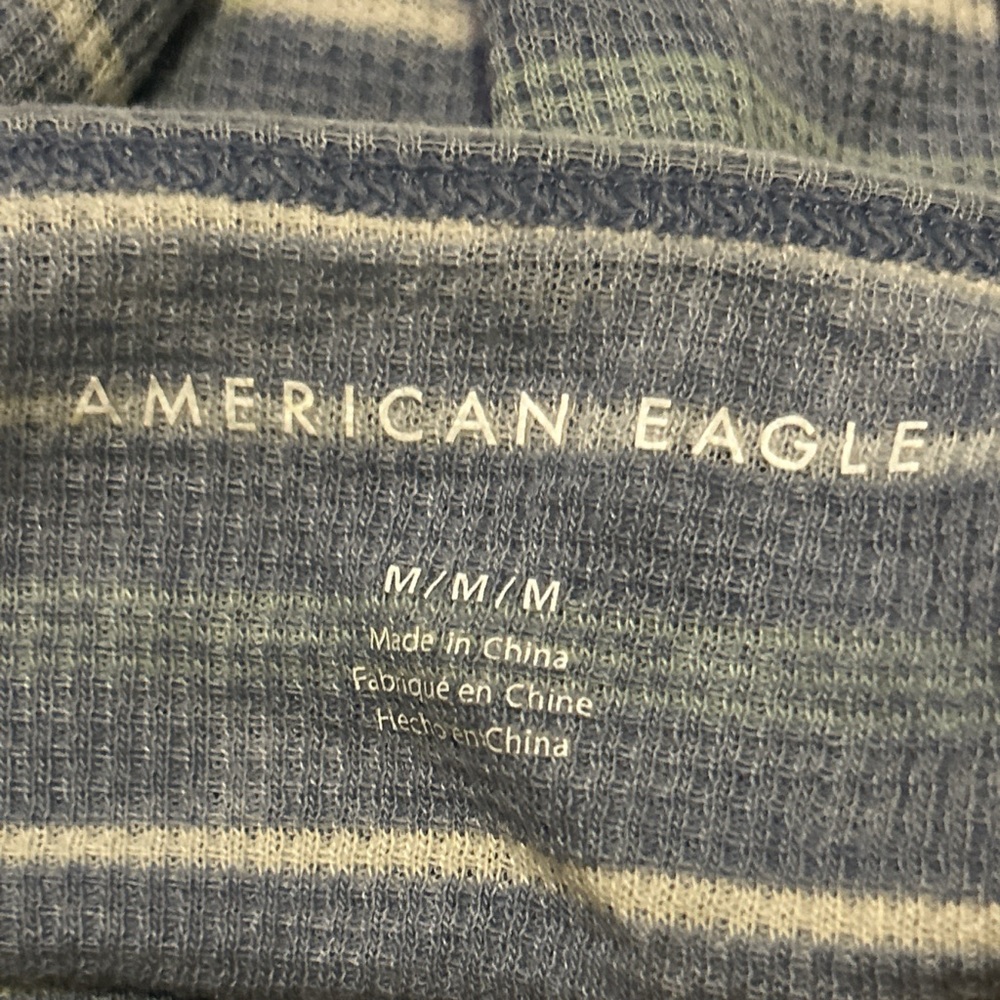 AMERICAN EAGLE
M/M/M
Made in China
Fabriqué en Chine
Hecho en China